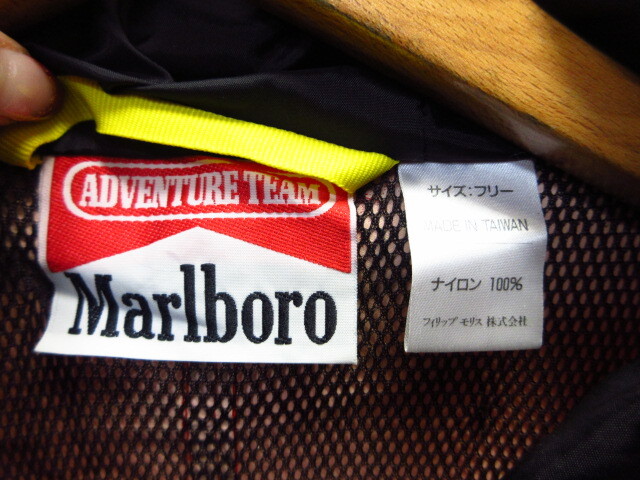 ADVENTURE TEAM
Marlboro
サイズ:フリー
MADE IN TAIWAN
ナイロン 100%
フィリップ モリス 株式会社